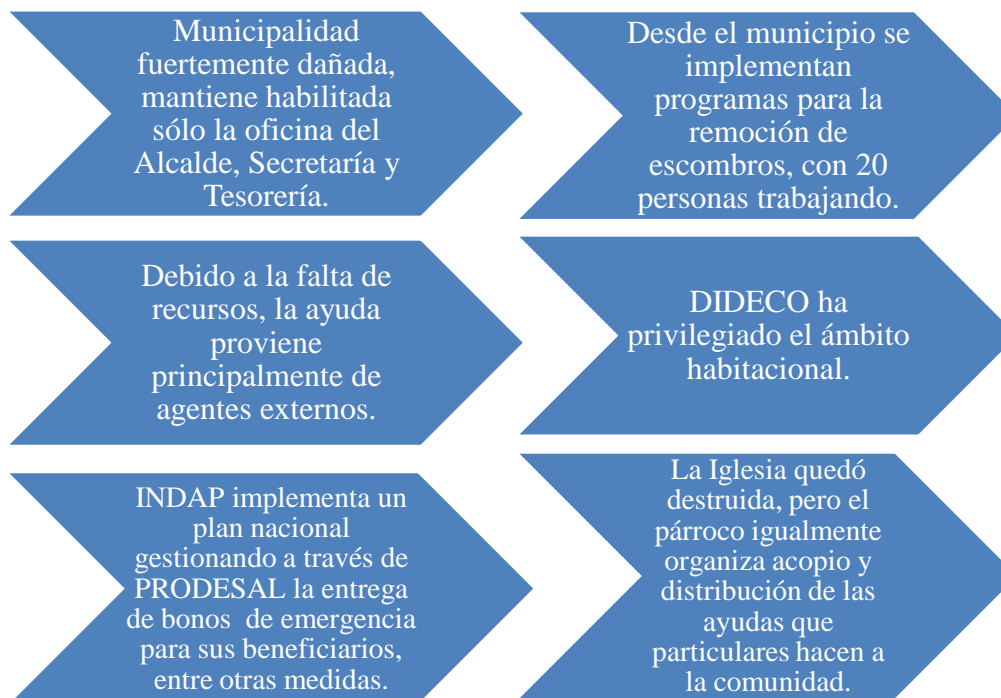 Municipalidad
fuertemente dañada,
mantiene habilitada
sólo la oficina del
Alcalde, Secretaría y
Tesorería.
Desde el municipio se
implementan
programas para la
remoción de
escombros, con 20
personas trabajando.
Debido a la falta de
recursos, la ayuda
proviene
principalmente de
agentes externos.
DIDECO ha
privilegiado el ámbito
habitacional.
INDAP implementa un
plan nacional
gestionando a través de
PRODESAL la entrega
de bonos de emergencia
para sus beneficiarios,
entre otras medidas.
La Iglesia quedó
destruida, pero el
párroco igualmente
organiza acopio y
distribución de las
ayudas que
particulares hacen a
la comunidad.